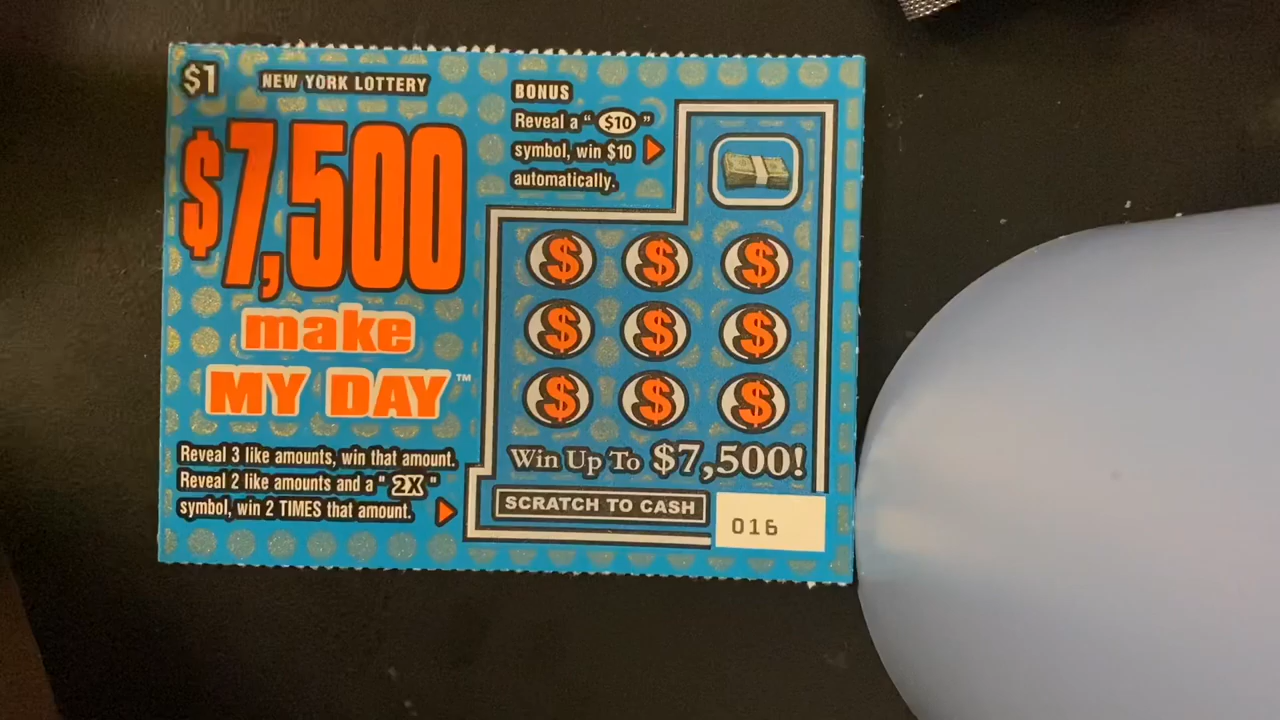 $1
NEW YORK LOTTERY
$7,500
make
MY DAY™
Reveal 3 like amounts, win that amount.
Reveal 2 like amounts and a "2X"
symbol, win 2 TIMES that amount.
BONUS
Reveal a "$10"
symbol, win $10
automatically.
$ $ $
$ $ $
$ $ $
Win Up To $7,500!
SCRATCH TO CASH
016